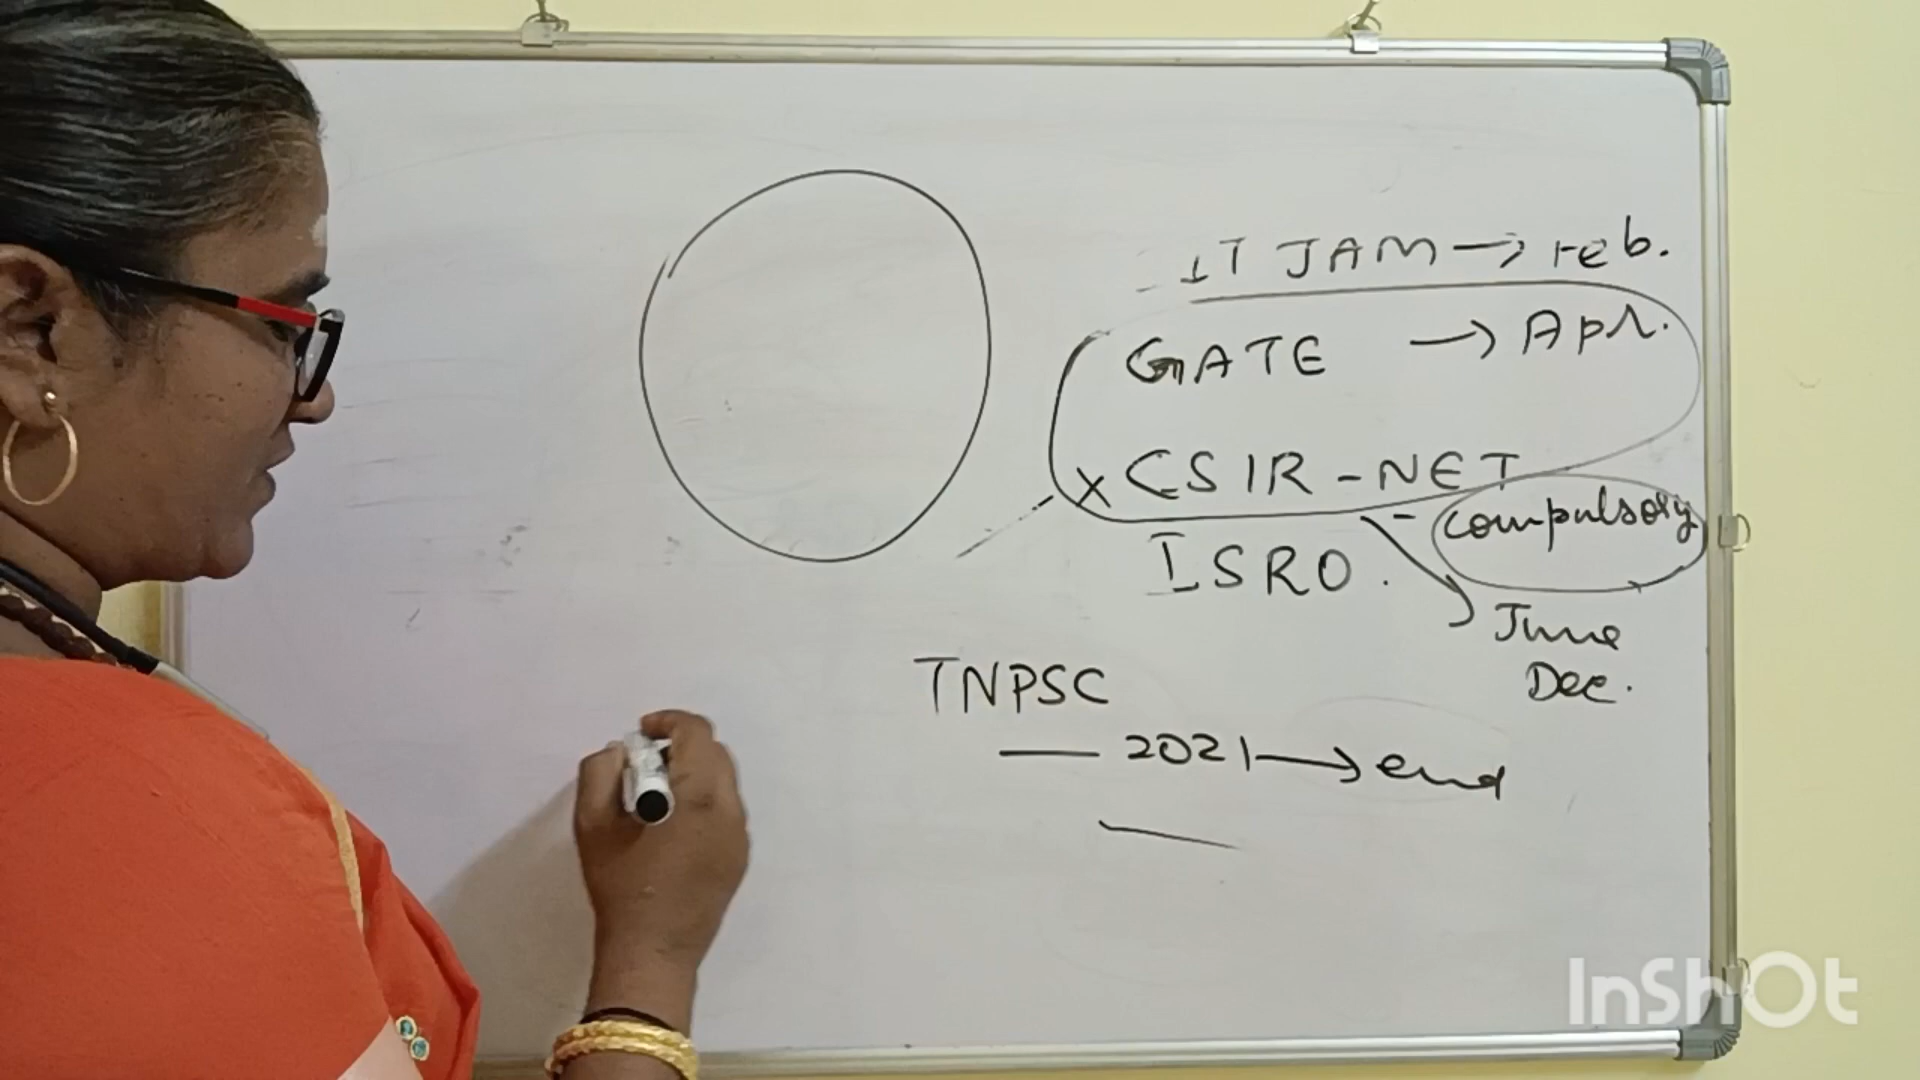 IIT JAM → Feb.
GATE → Apr.
x CSIR - NET
- compulsory
ISRO.
June
Dec.
TNPSC
— 2021 → end
InShOt